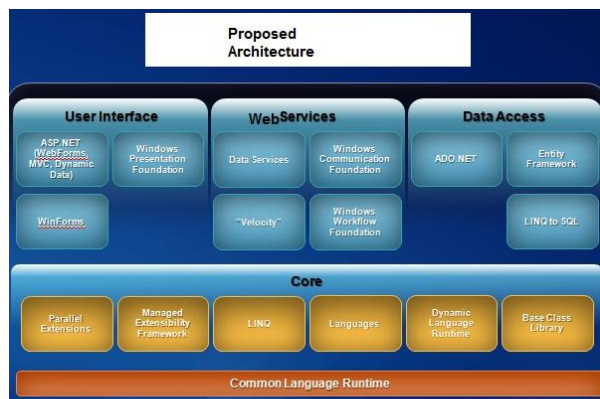 Proposed
Architecture
User Interface
ASP.NET
(WebForms,
MVC, Dynamic
Data)
Windows
Presentation
Foundation
WinForms
WebServices
Data Services
Windows
Communication
Foundation
"Velocity"
Windows
Workflow
Foundation
Data Access
ADO.NET
Entity
Framework
LINQ to SQL
Core
Parallel
Extensions
Managed
Extensibility
Framework
LINQ
Languages
Dynamic
Language
Runtime
Base Class
Library
Common Language Runtime